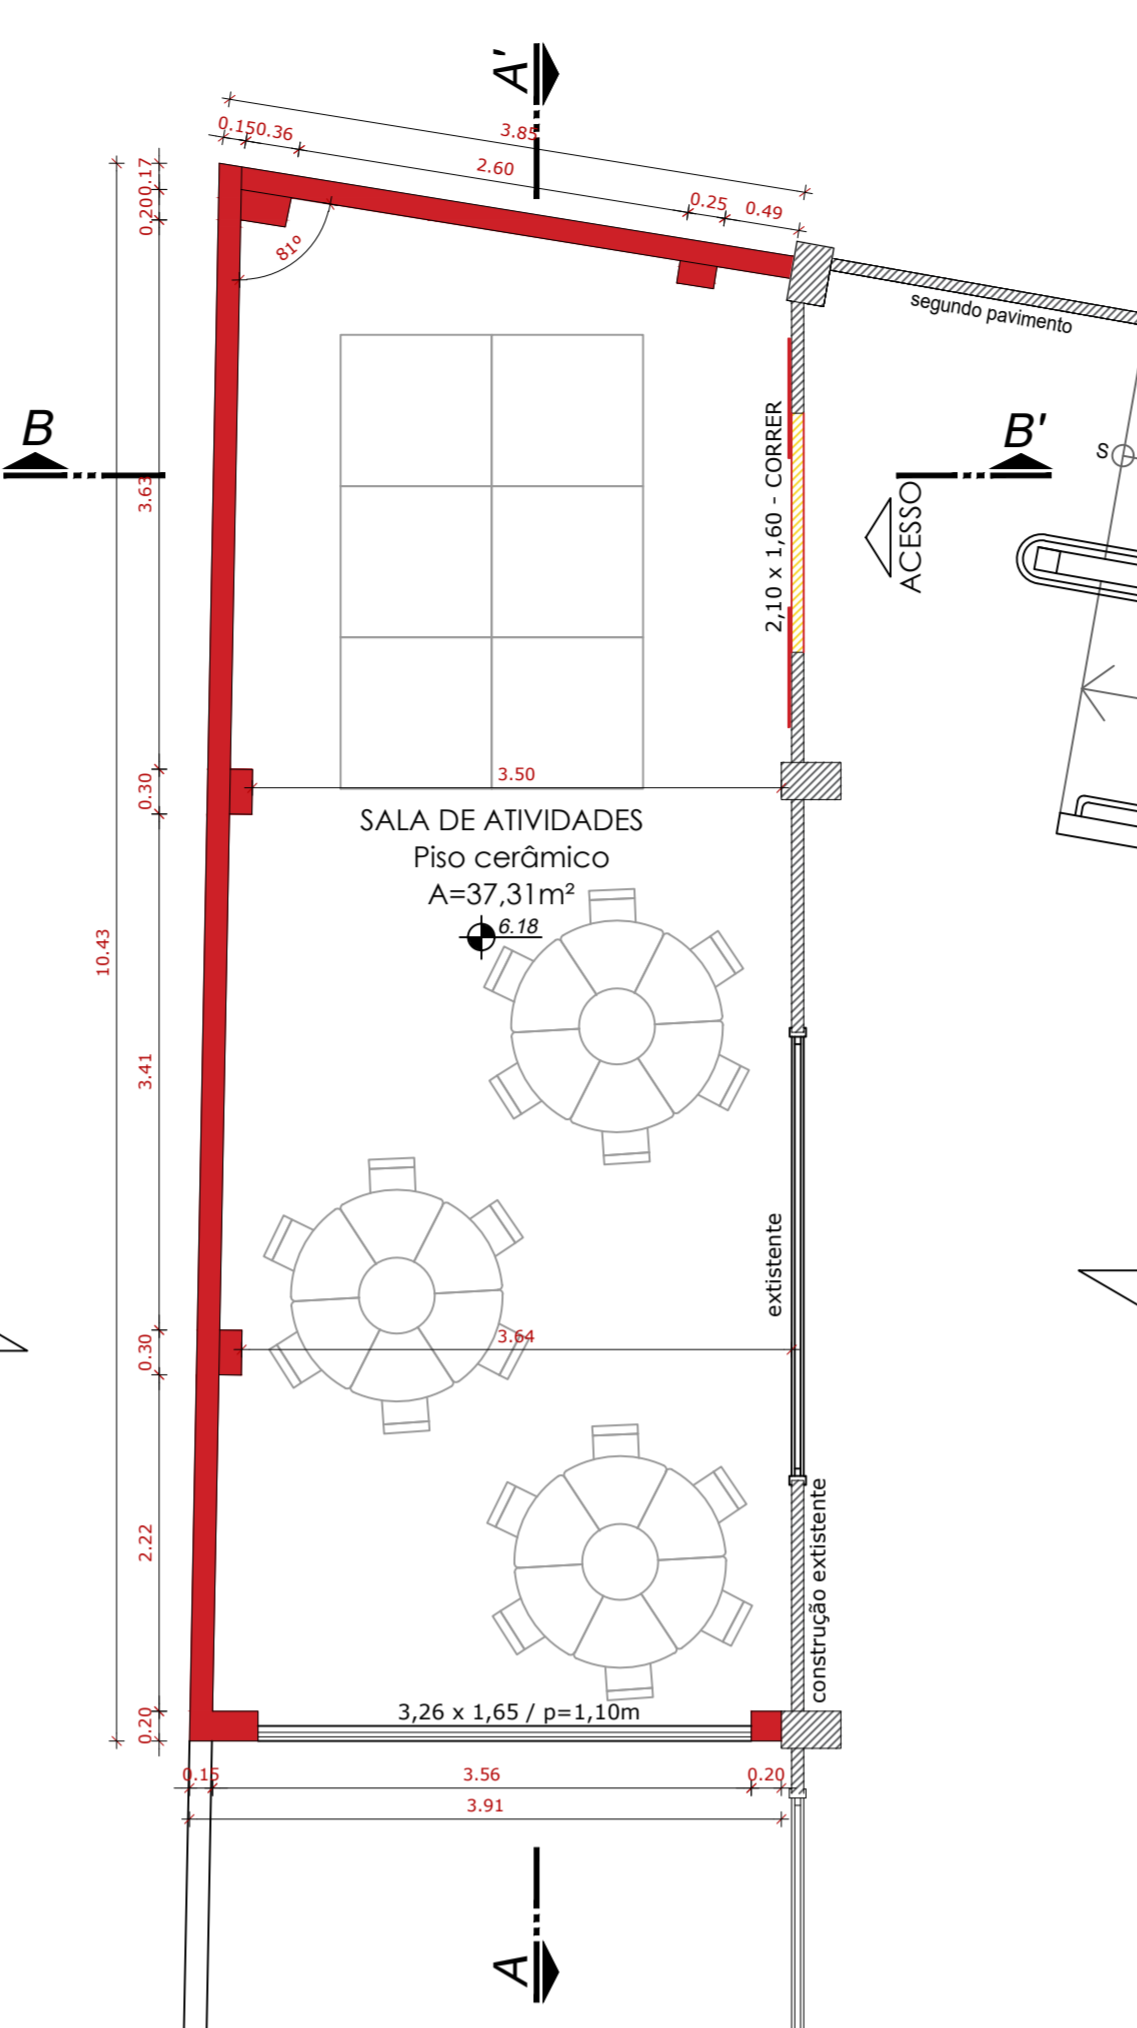 A'
3.85
0.15
0.36
2.60
0.25
0.49
0.17
0.20
81º
segundo pavimento
B
B'
S
ACESSO
2,10 x 1,60 - CORRER
3.63
3.50
0.30
SALA DE ATIVIDADES
Piso cerâmico
A=37,31m²
6.18
10.43
3.41
extistente
3.64
0.30
2.22
construção extistente
3,26 x 1,65 / p=1,10m
0.20
0.15
3.56
0.20
3.91
A